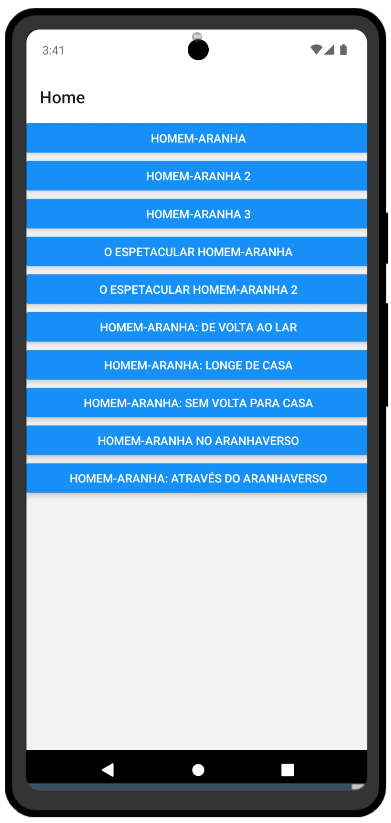 3:41
Home
HOMEM-ARANHA
HOMEM-ARANHA 2
HOMEM-ARANHA 3
O ESPETACULAR HOMEM-ARANHA
O ESPETACULAR HOMEM-ARANHA 2
HOMEM-ARANHA: DE VOLTA AO LAR
HOMEM-ARANHA: LONGE DE CASA
HOMEM-ARANHA: SEM VOLTA PARA CASA
HOMEM-ARANHA NO ARANHAVERSO
HOMEM-ARANHA: ATRAVÉS DO ARANHAVERSO